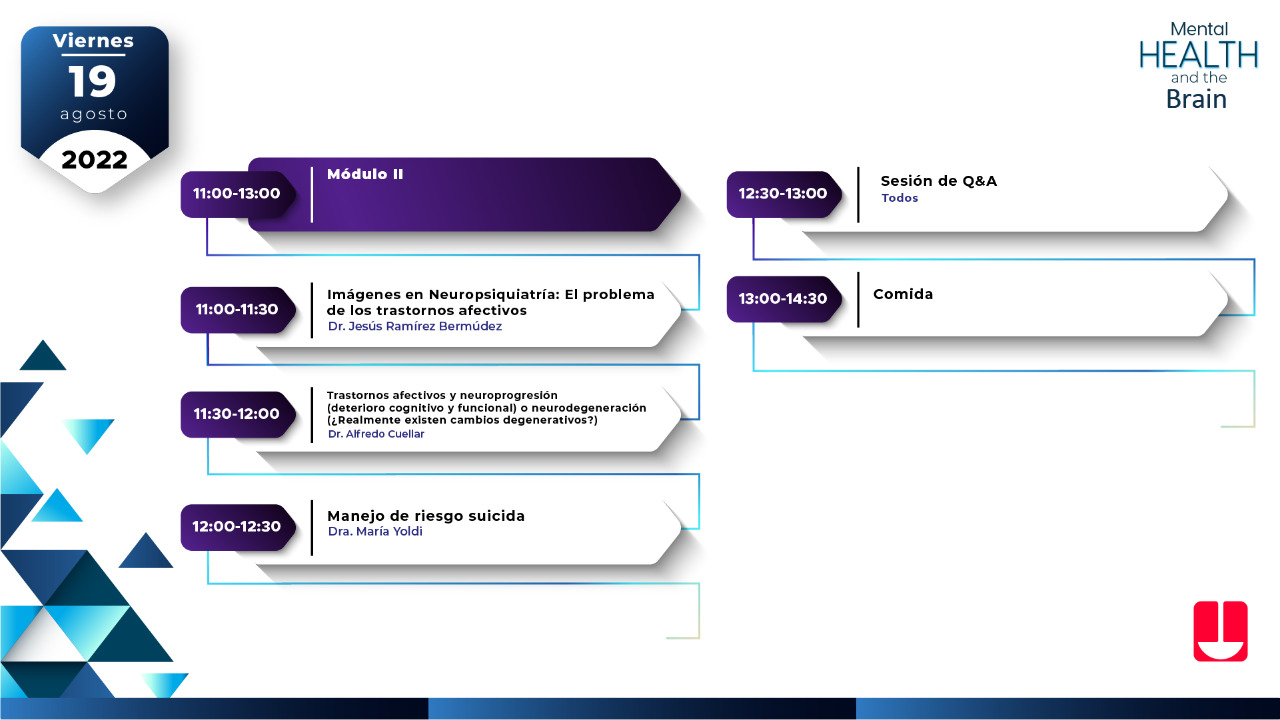 Viernes
19
agosto
2022
Mental
HEALTH
and the
Brain
11:00-13:00
Módulo II
11:00-11:30
Imágenes en Neuropsiquiatría: El problema
de los trastornos afectivos
Dr. Jesús Ramírez Bermúdez
11:30-12:00
Trastornos afectivos y neuroprogresión
(deterioro cognitivo y funcional) o neurodegeneración
(¿Realmente existen cambios degenerativos?)
Dr. Alfredo Cuellar
12:00-12:30
Manejo de riesgo suicida
Dra. María Yoldi
12:30-13:00
Sesión de Q&A
Todos
13:00-14:30
Comida